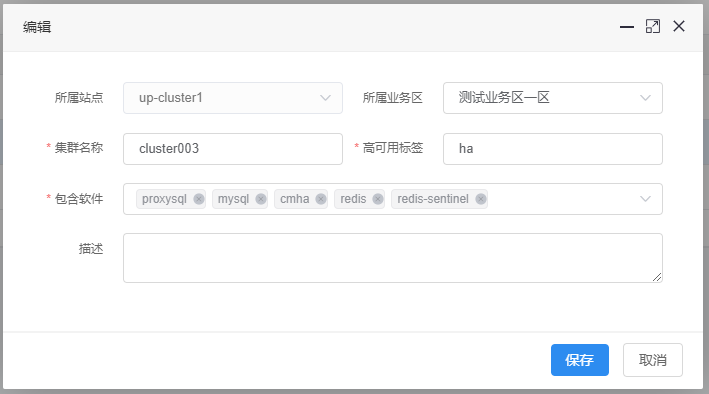 编辑
所属站点 up-cluster1 所属业务区 测试业务区一区
* 集群名称 cluster003 * 高可用标签 ha
* 包含软件 proxysql mysql cmha redis redis-sentinel
描述
保存 取消